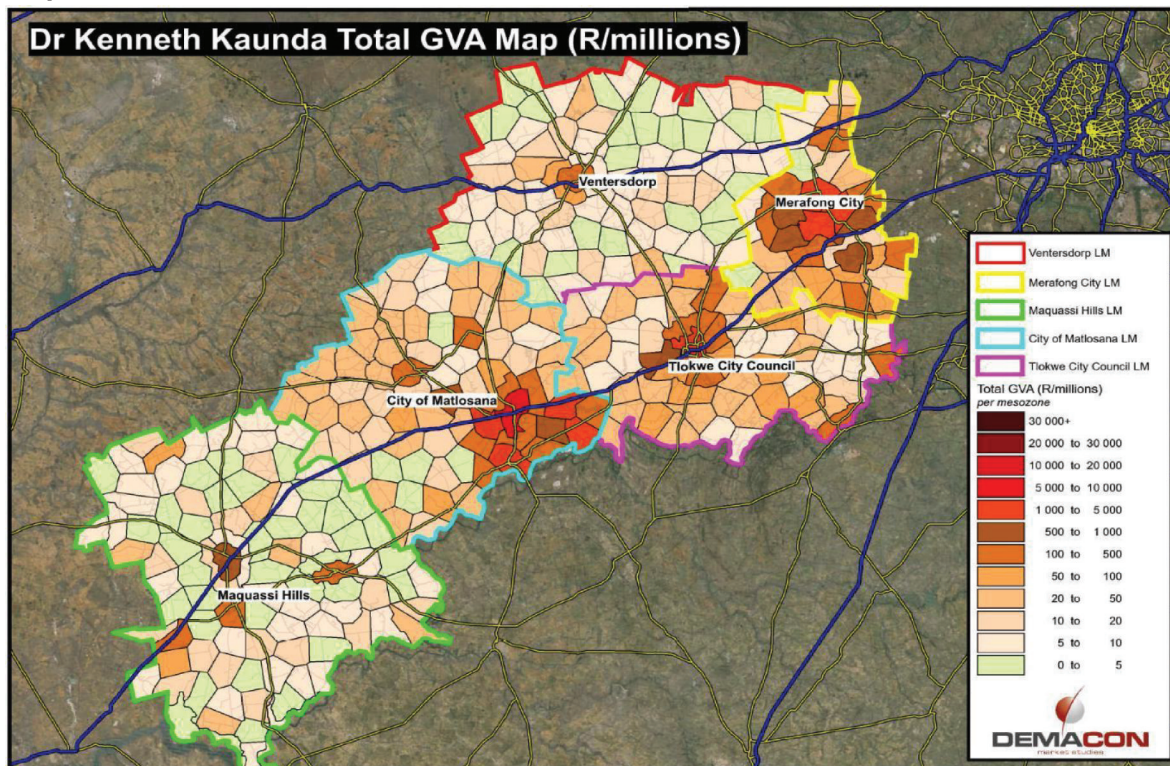 Dr Kenneth Kaunda Total GVA Map (R/millions)
Ventersdorp
Merafong City
Tlokwe City Council
City of Matlosana
Maquassi Hills
Ventersdorp LM
Merafong City LM
Maquassi Hills LM
City of Matlosana LM
Tlokwe City Council LM
Total GVA (R/millions)
per mesozone
30 000+
20 000 to 30 000
10 000 to 20 000
5 000 to 10 000
1 000 to 5 000
500 to 1 000
100 to 500
50 to 100
20 to 50
10 to 20
5 to 10
0 to 5
DEMACON
market studies